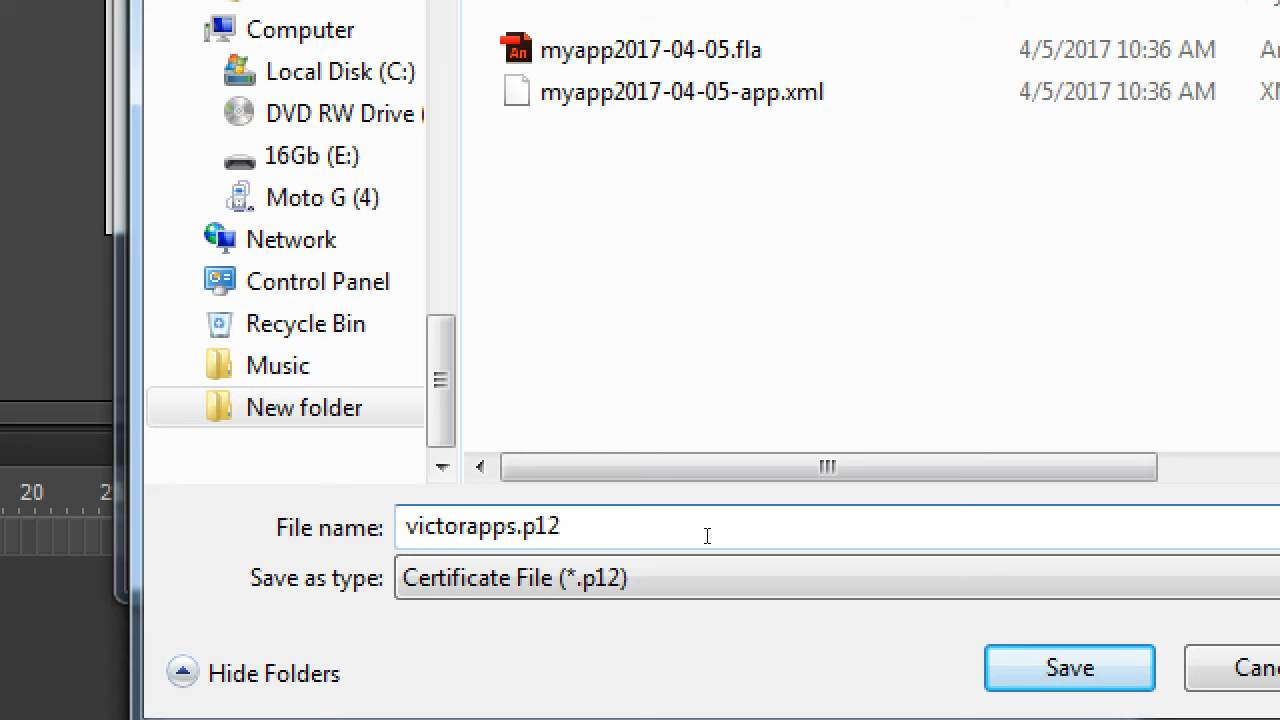 Computer
myapp2017-04-05.fla 4/5/2017 10:36 AM
Local Disk (C:)
myapp2017-04-05-app.xml 4/5/2017 10:36 AM
DVD RW Drive (
16Gb (E:)
Moto G (4)
Network
Control Panel
Recycle Bin
Music
New folder
20
File name: victorapps.p12
Save as type: Certificate File (*.p12)
Hide Folders
Save